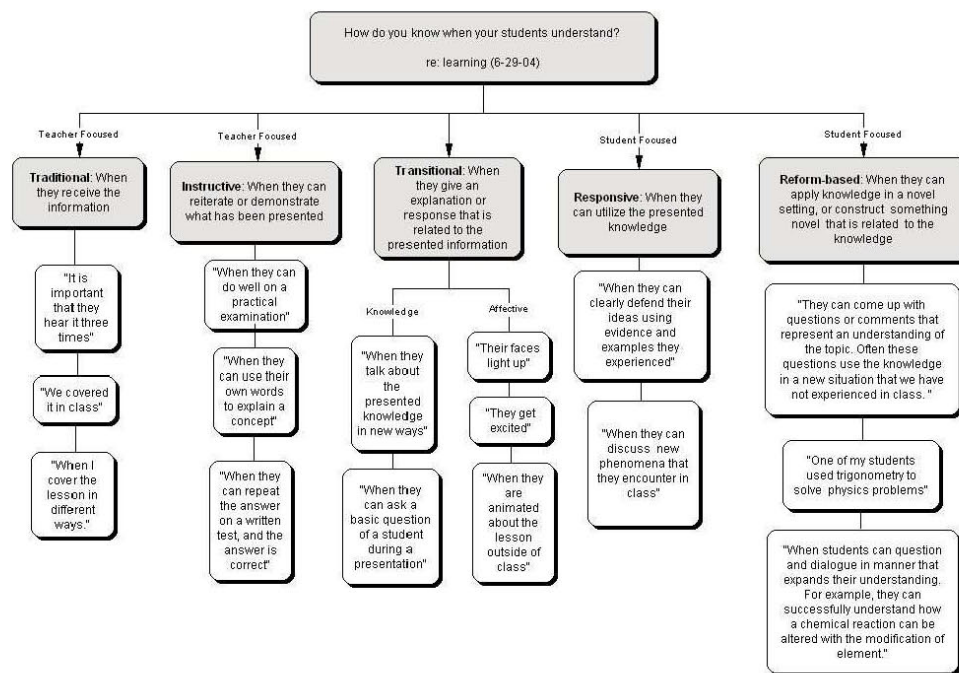 How do you know when your students understand?
re: learning (6-29-04)
Teacher Focused
Traditional: When
they receive the
information
"It is
important
that they
hear it three
times"
"We covered
it in class"
"When I
cover the
lesson in
different
ways."
Teacher Focused
Instructive: When they can
reiterate or demonstrate
what has been presented
"When they can
do well on a
practical
examination"
"When they
can use their
own words
to explain a
concept"
"When they
can repeat
the answer
on a written
test, and the
answer is
correct"
Transitional: When
they give an
explanation or
response that is
related to the
presented information
Knowledge
"When they
talk about
the
presented
knowledge
in new ways"
"When they
can ask a
basic question
of a student
during a
presentation"
Affective
"Their faces
light up"
"They get
excited"
"When they
are
animated
about the
lesson
outside of
class"
Student Focused
Responsive: When they
can utilize the presented
knowledge
"When they can
clearly defend their
ideas using
evidence and
examples they
experienced"
"When they can
discuss new
phenomena that
they encounter in
class"
Student Focused
Reform-based: When they can
apply knowledge in a novel
setting, or construct something
novel that is related to the
knowledge
"They can come up with
questions or comments that
represent an understanding of
the topic. Often these
questions use the knowledge
in a new situation that we have
not experienced in class. "
"One of my students
used trigonometry to
solve physics problems"
"When students can question
and dialogue in manner that
expands their understanding.
For example, they can
successfully understand how
a chemical reaction can be
altered with the modification of
element."